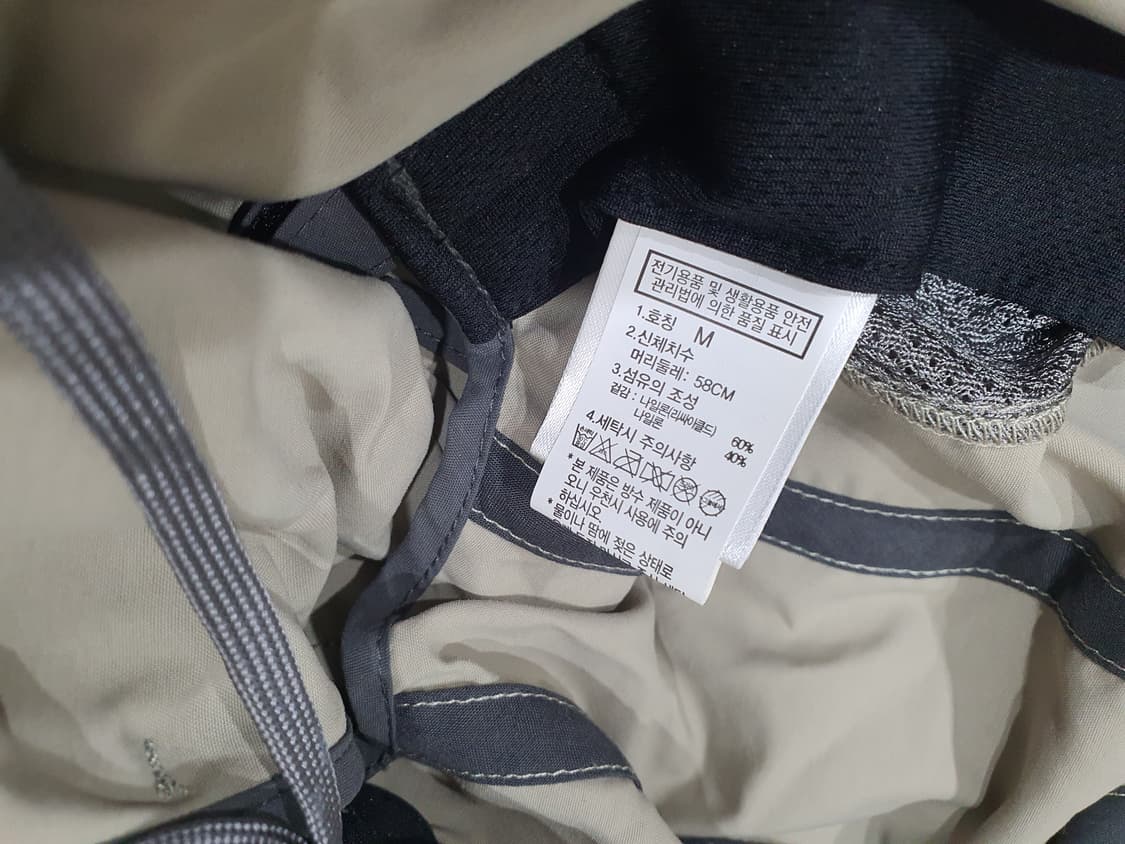 전기용품 및 생활용품 안전
관리법에 의한 품질 표시
1.호칭 M
2.신체치수
머리둘레: 58CM
3.섬유의 조성
겉감 : 나일론(리싸이클드) 60%
나일론 40%
4.세탁시 주의사항
*본 제품은 방수 제품이 아니
오니 우천시 사용에 주의
하십시오
*물이나 땀에 젖은 상태로